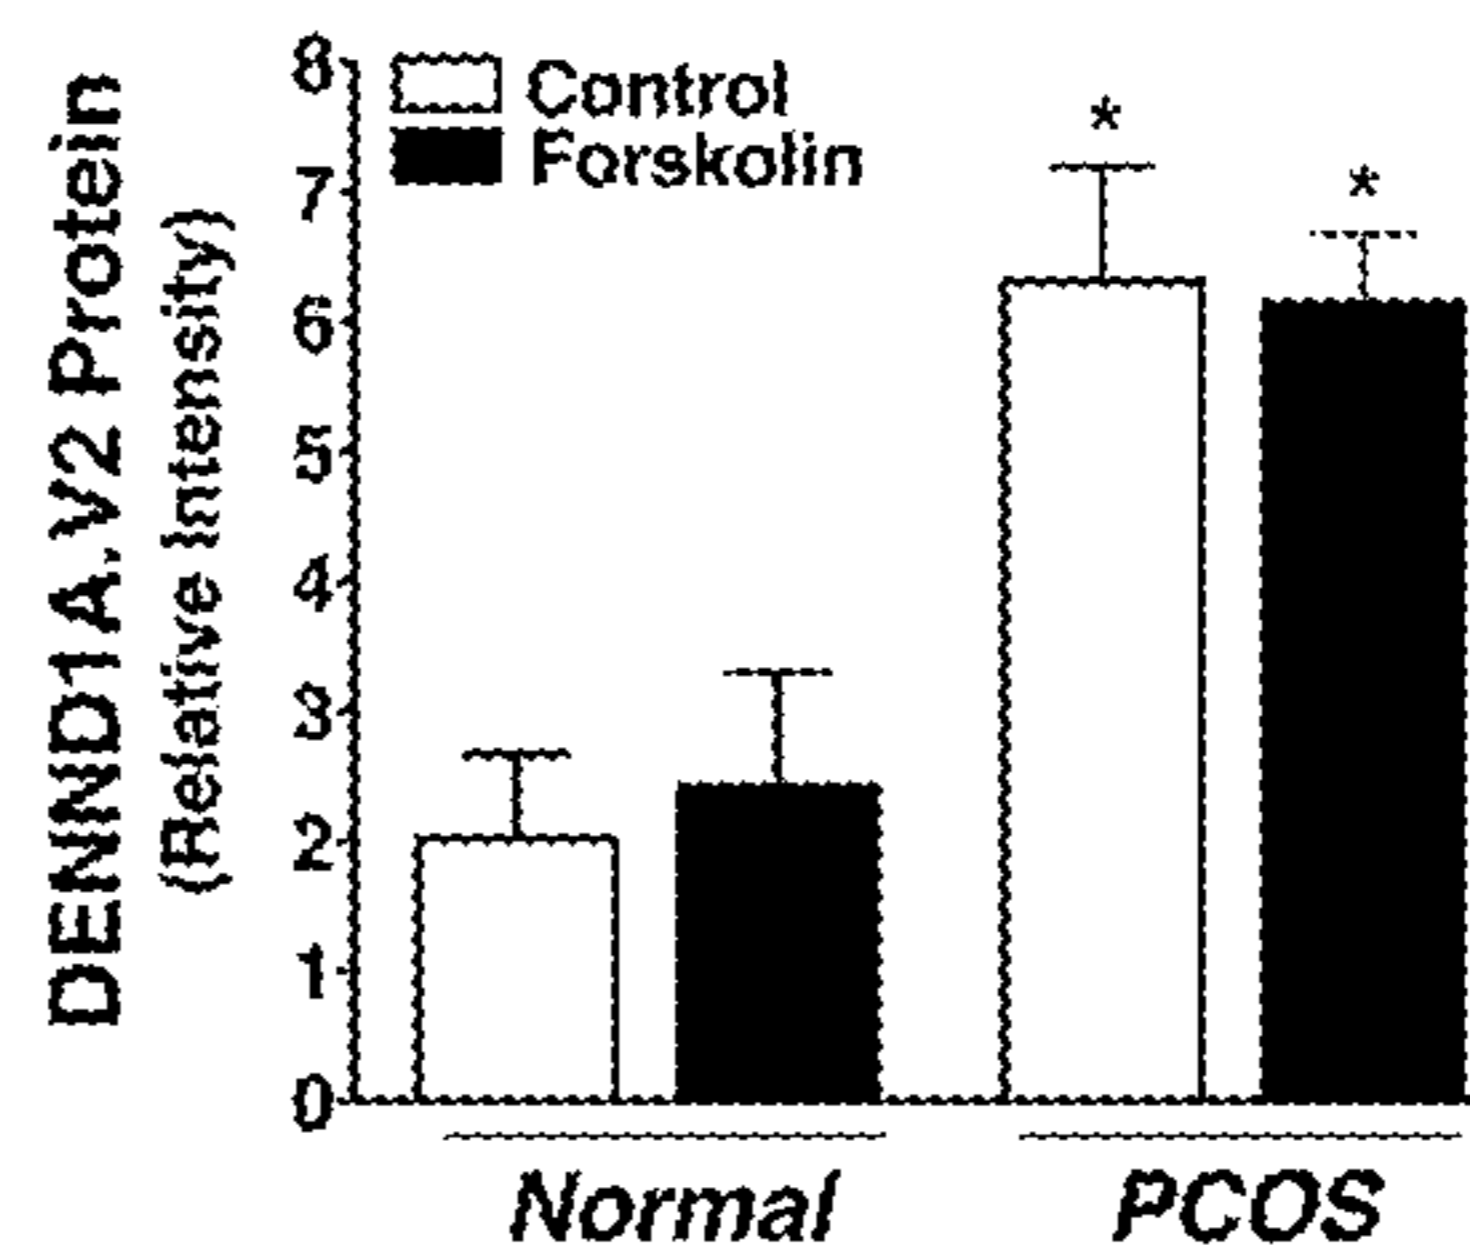 DENND1A.V2 Protein
(Relative Intensity)
8
7
6
5
4
3
2
1
0
Control
Forskolin
*
*
Normal
PCOS